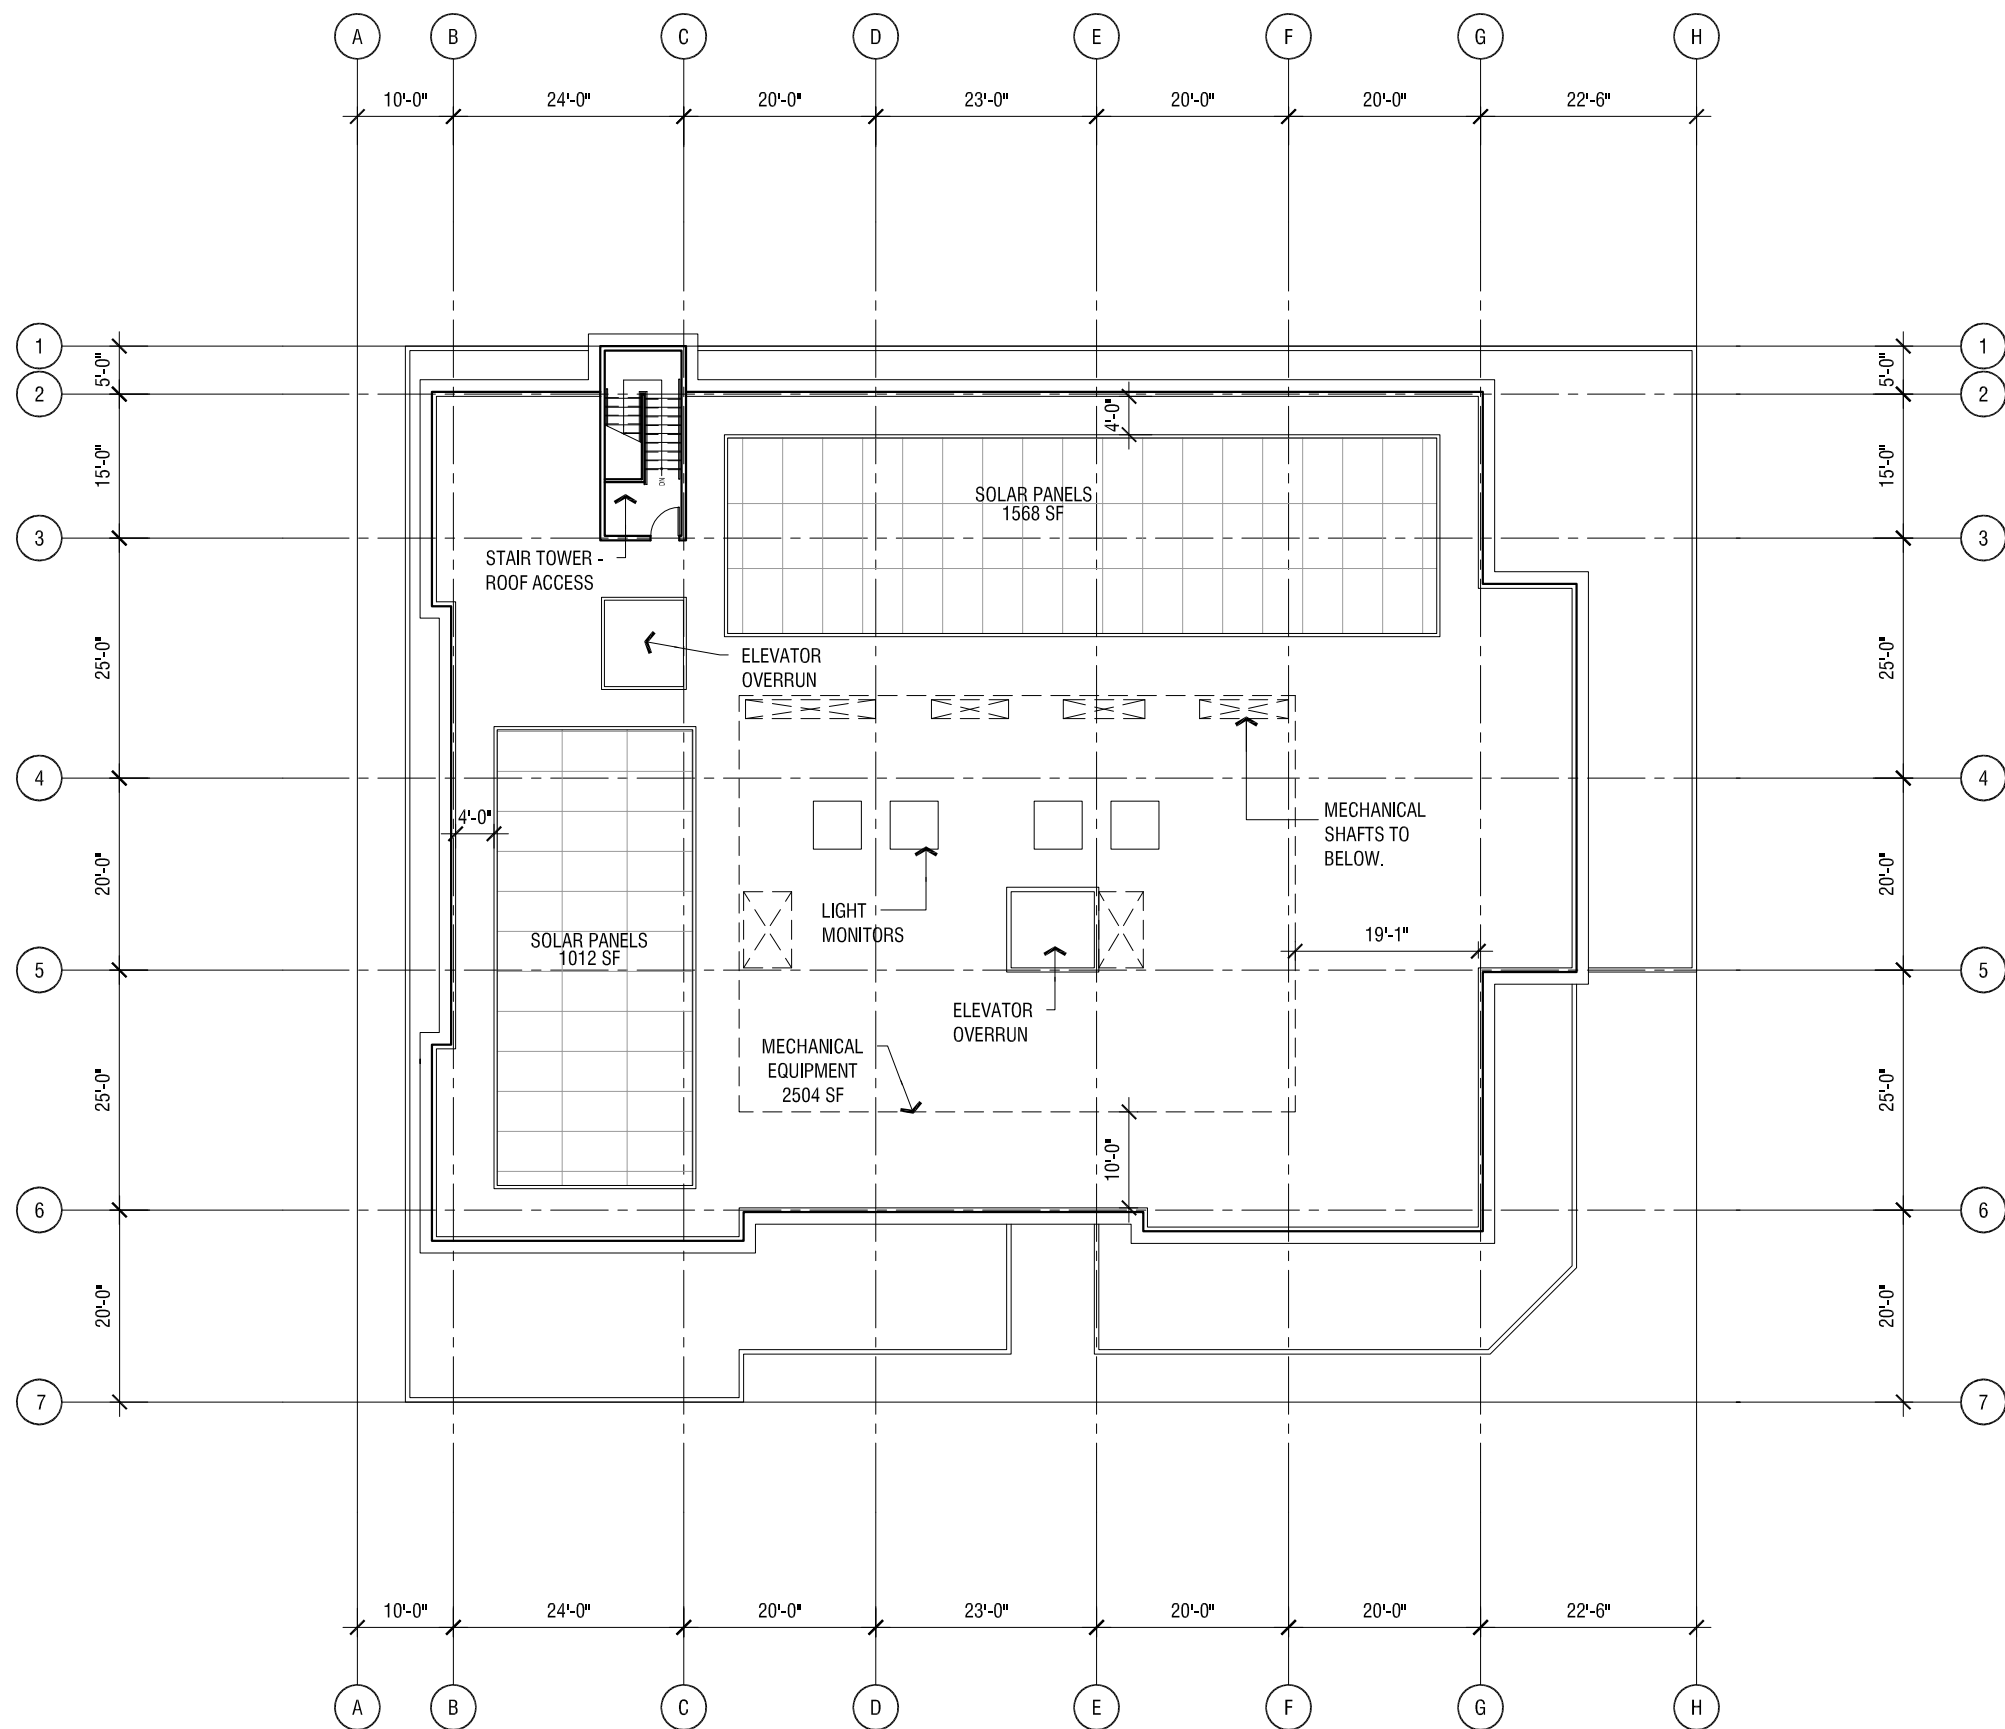 A B C D E F G H
10'-0" 24'-0" 20'-0" 23'-0" 20'-0" 20'-0" 22'-6"
1 1
5'-0" 5'-0"
2 2
4'-0"
15'-0" 15'-0"
SOLAR PANELS
1568 SF
DN
3 3
STAIR TOWER -
ROOF ACCESS
25'-0" 25'-0"
ELEVATOR
OVERRUN
4 4
4'-0"
MECHANICAL
SHAFTS TO
BELOW.
20'-0" 20'-0"
LIGHT
MONITORS
SOLAR PANELS
1012 SF
19'-1"
5 5
ELEVATOR
OVERRUN
MECHANICAL
EQUIPMENT
2504 SF
25'-0" 25'-0"
10'-0"
6 6
20'-0" 20'-0"
7 7
10'-0" 24'-0" 20'-0" 23'-0" 20'-0" 20'-0" 22'-6"
A B C D E F G H